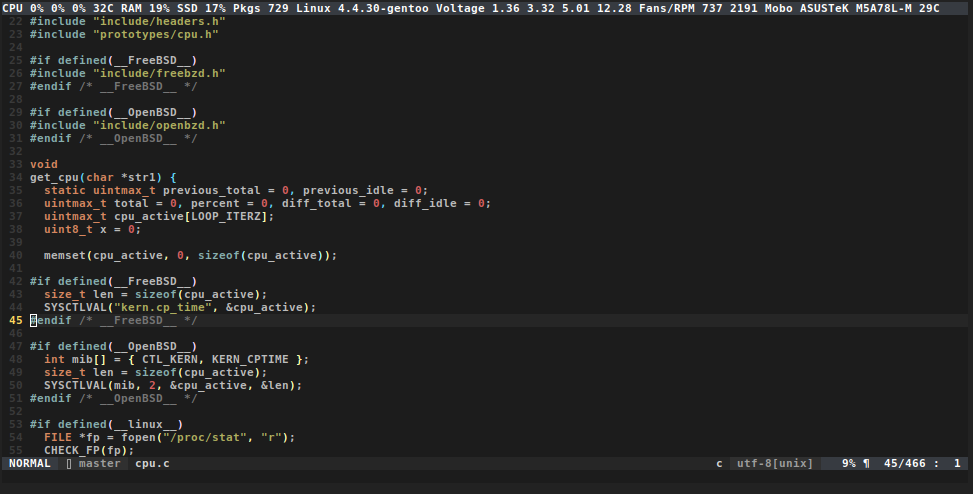 CPU 0% 0% 0% 32C RAM 19% SSD 17% Pkgs 729 Linux 4.4.30-gentoo Voltage 1.36 3.32 5.01 12.28 Fans/RPM 737 2191 Mobo ASUSTeK M5A78L-M 29C
22 #include "include/headers.h"
23 #include "prototypes/cpu.h"
24
25 #if defined(__FreeBSD__)
26 #include "include/freebzd.h"
27 #endif /* __FreeBSD__ */
28
29 #if defined(__OpenBSD__)
30 #include "include/openbzd.h"
31 #endif /* __OpenBSD__ */
32
33 void
34 get_cpu(char *str1) {
35   static uintmax_t previous_total = 0, previous_idle = 0;
36   uintmax_t total = 0, percent = 0, diff_total = 0, diff_idle = 0;
37   uintmax_t cpu_active[LOOP_ITERZ];
38   uint8_t x = 0;
39
40   memset(cpu_active, 0, sizeof(cpu_active));
41
42 #if defined(__FreeBSD__)
43   size_t len = sizeof(cpu_active);
44   SYSCTLVAL("kern.cp_time", &cpu_active);
45 #endif /* __FreeBSD__ */
46
47 #if defined(__OpenBSD__)
48   int mib[] = { CTL_KERN, KERN_CPTIME };
49   size_t len = sizeof(cpu_active);
50   SYSCTLVAL(mib, 2, &cpu_active, &len);
51 #endif /* __OpenBSD__ */
52
53 #if defined(__linux__)
54   FILE *fp = fopen("/proc/stat", "r");
55   CHECK_FP(fp);
NORMAL master cpu.c c utf-8[unix] 9% ¶ 45/466 : 1